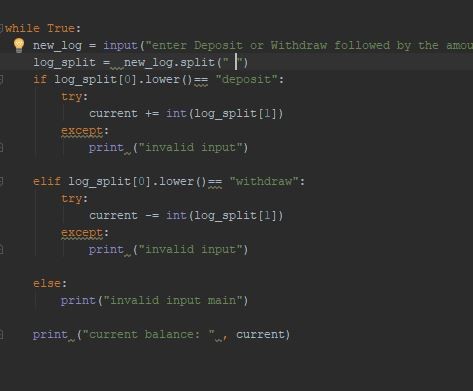 while True:
new_log = input("enter Deposit or Withdraw followed by the
log_split =  new_log.split(" ")
if log_split[0].lower()== "deposit":
try:
current += int(log_split[1])
except:
print ("invalid input")
elif log_split[0].lower()== "withdraw":
try:
current -= int(log_split[1])
except:
print ("invalid input")
else:
print("invalid input main")
print ("current balance: " , current)